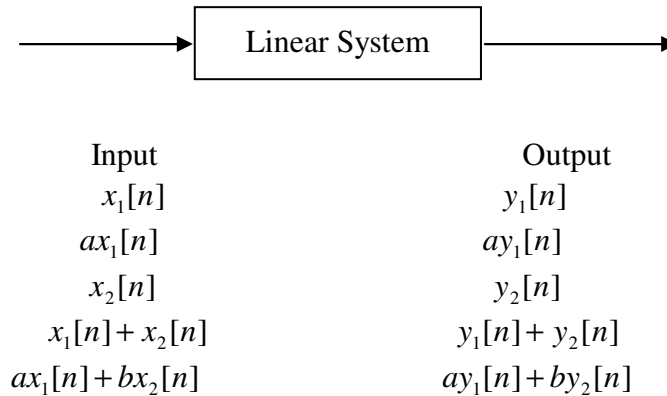 Linear System
Input Output
x₁[n] y₁[n]
ax₁[n] ay₁[n]
x₂[n] y₂[n]
x₁[n] + x₂[n] y₁[n] + y₂[n]
ax₁[n] + bx₂[n] ay₁[n] + by₂[n]